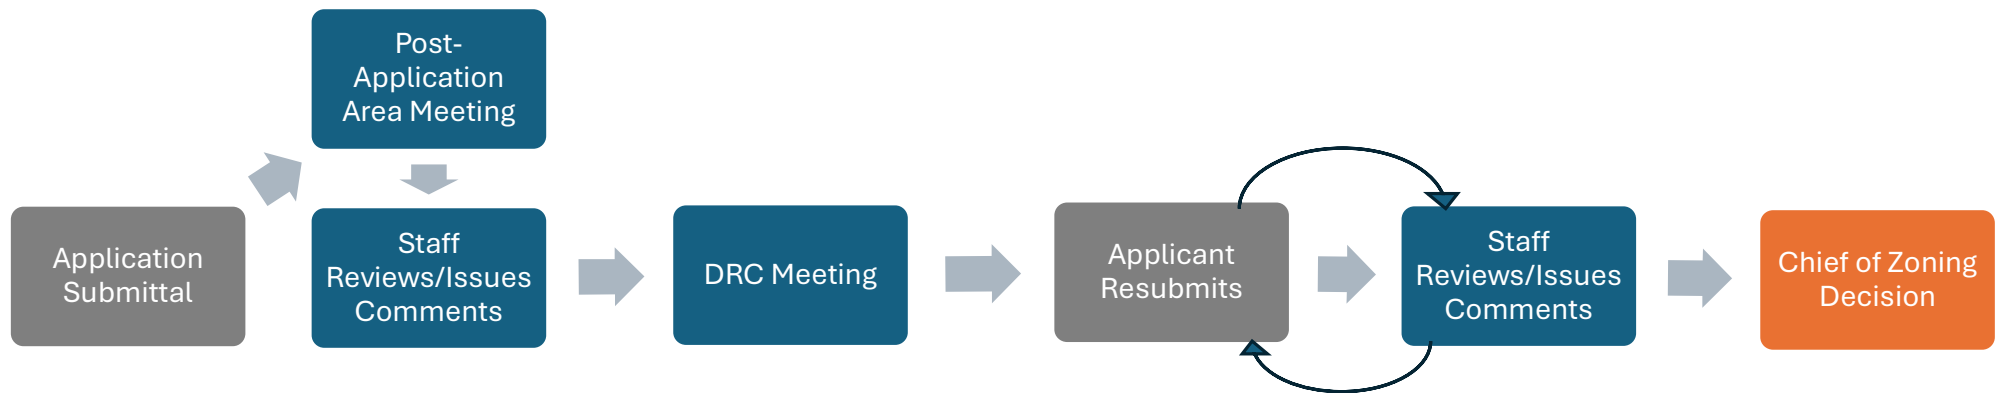 Application
Submittal
Post-
Application
Area Meeting
Staff
Reviews/Issues
Comments
DRC Meeting
Applicant
Resubmits
Staff
Reviews/Issues
Comments
Chief of Zoning
Decision